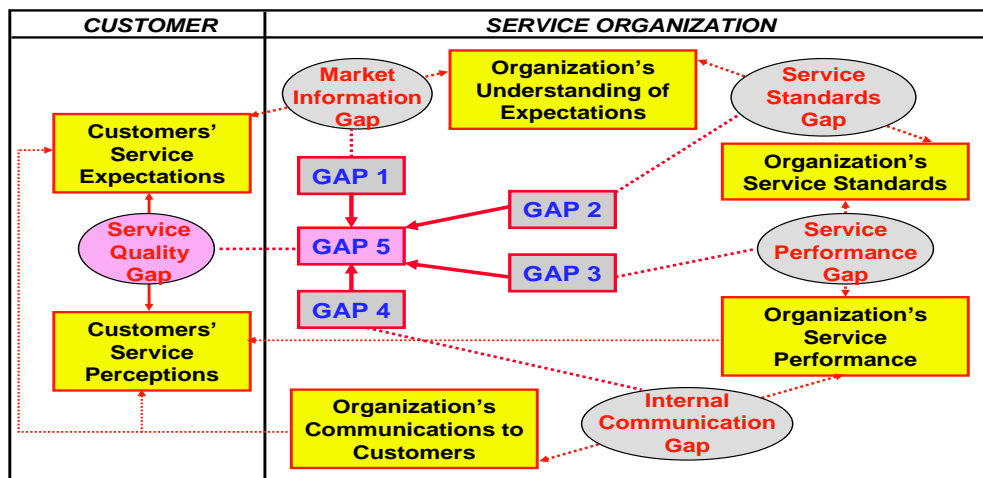 CUSTOMER
SERVICE ORGANIZATION
Market
Information
Gap
Organization’s
Understanding of
Expectations
Service
Standards
Gap
Customers’
Service
Expectations
GAP 1
GAP 2
Organization’s
Service Standards
Service
Quality
Gap
GAP 5
GAP 3
Service
Performance
Gap
GAP 4
Customers’
Service
Perceptions
Organization’s
Service
Performance
Organization’s
Communications to
Customers
Internal
Communication
Gap